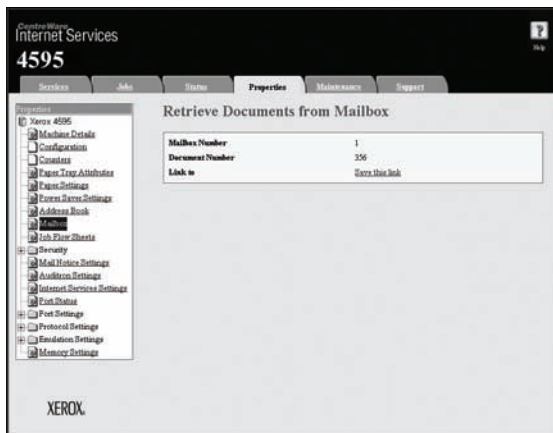 CentreWare
Internet Services
4595
Help
Services Jobs Status Properties Maintenance Support
Properties
Xerox 4595
Machine Details
Configuration
Counters
Paper Tray Attributes
Paper Settings
Power Saver Settings
Address Book
Mailbox
Job Flow Sheets
Security
Mail Notice Settings
Auditron Settings
Internet Services Settings
Port Status
Port Settings
Protocol Settings
Emulation Settings
Memory Settings
Retrieve Documents from Mailbox
MailBox Number 1
Document Number 356
Link to Save this link
XEROX.